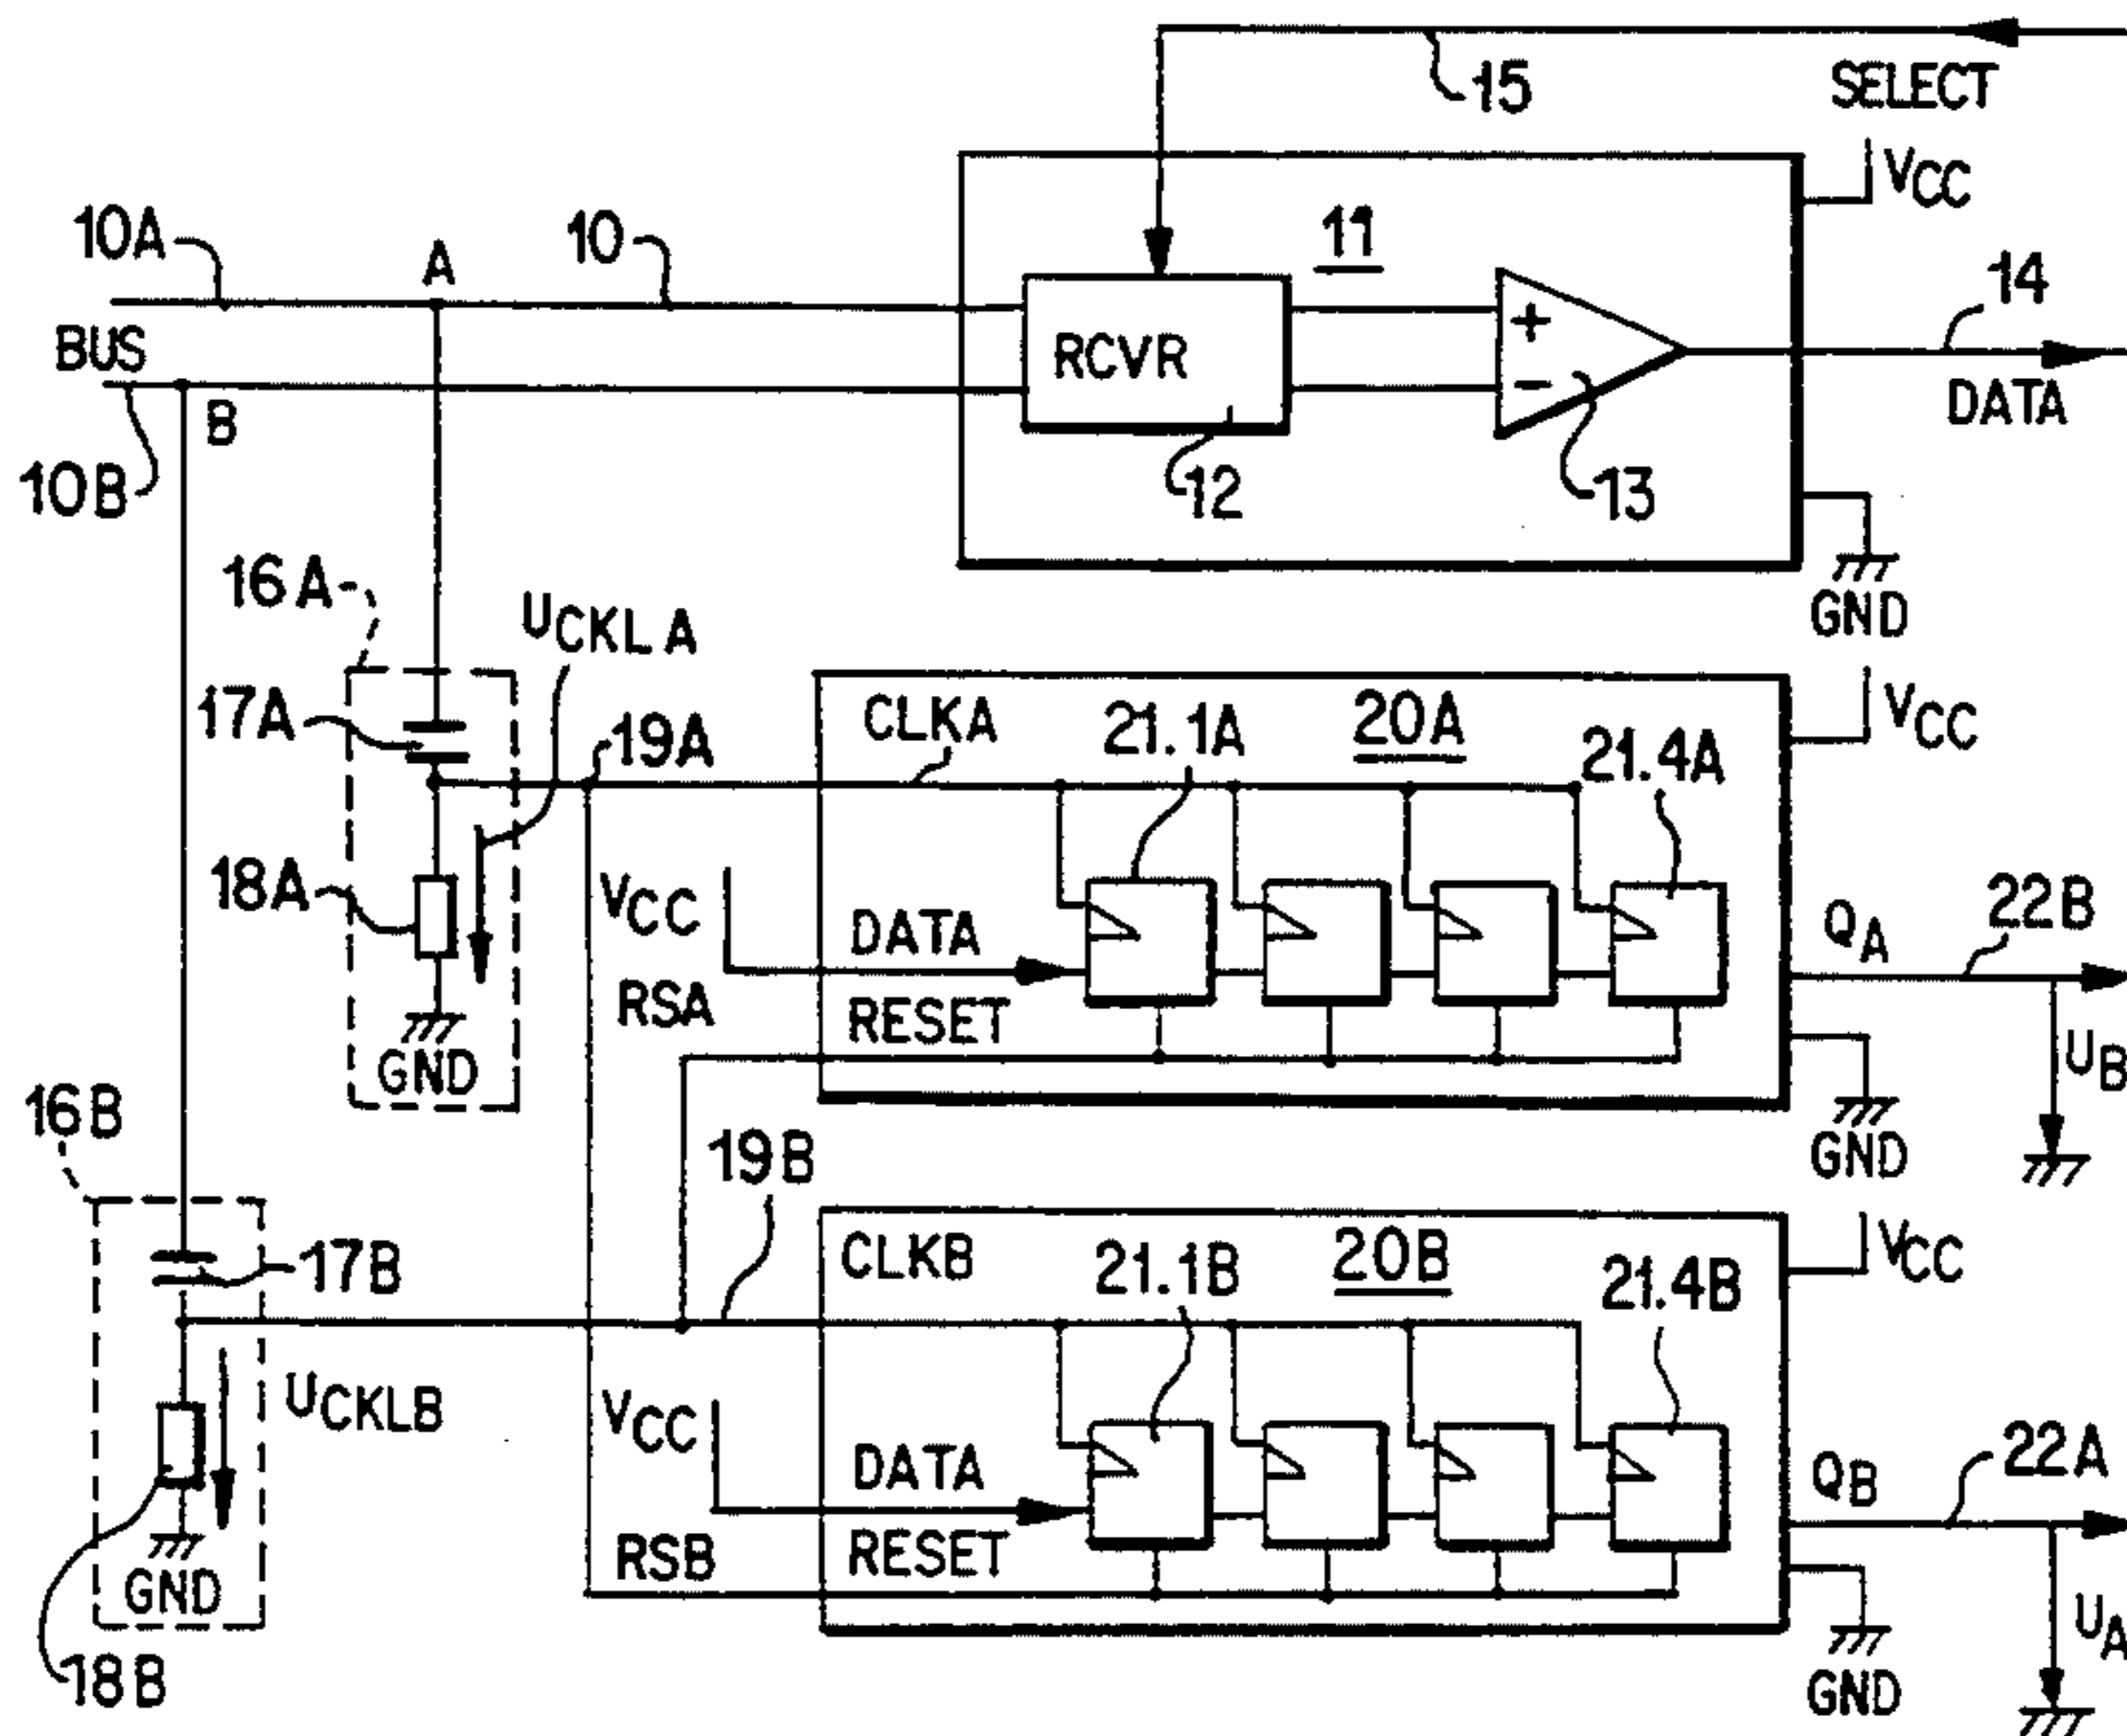 15
SELECT
VCC
10A
A
10
11
14
BUS
RCVR
+
−
DATA
B
10B
12
13
GND
16A
UCKLA
VCC
17A
19A
CLKA
21.1A
20A
21.4A
18A
VCC
DATA
QA
22B
RSA
RESET
GND
UB
16B
19B
GND
CLKB
21.1B
20B
21.4B
VCC
17B
UCKLB
VCC
DATA
QB
22A
RSB
RESET
GND
UA
18B
GND